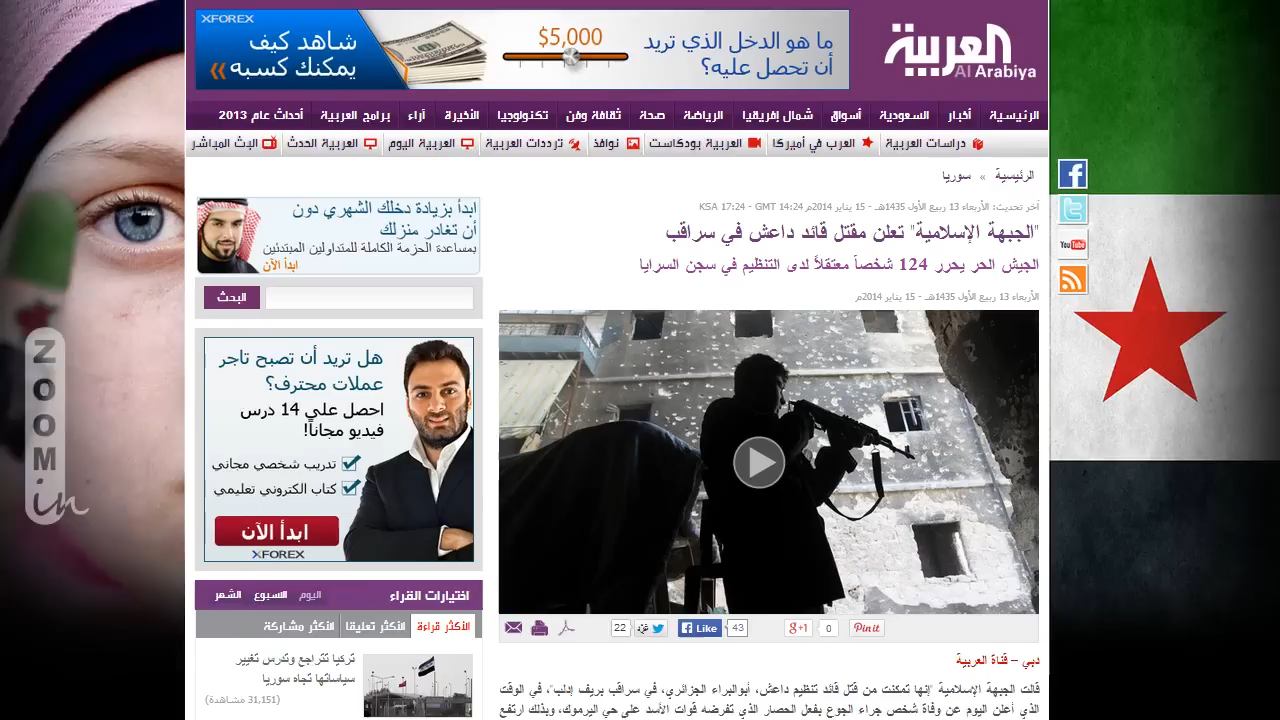 XFOREX
شاهد كيف
يمكنك كسبه »
$5,000
ما هو الدخل الذي تريد
أن تحصل عليه؟
العربية
Al Arabiya
الرئيسية أخبار السعودية أسواق شمال إفريقيا الرياضة صحة ثقافة وفن تكنولوجيا الأخيرة آراء برامج العربية أحداث عام 2013
دراسات العربية العرب في أميركا العربية بودكاست نوافذ ترددات العربية العربية اليوم العربية الحدث البث المباشر
الرئيسية » سوريا
آخر تحديث: الأربعاء 13 ربيع الأول 1435هـ - 15 يناير 2014م KSA 17:24 - GMT 14:24
"الجبهة الإسلامية" تعلن مقتل قائد داعش في سراقب
الجيش الحر يحرر 124 شخصاً معتقلاً لدى التنظيم في سجن السرايا
الأربعاء 13 ربيع الأول 1435هـ - 15 يناير 2014م
22 غرّد Like 43 g+1 0 Pin it
دبي – قناة العربية
قالت الجبهة الإسلامية "إنها تمكنت من قتل قائد تنظيم داعش، أبوالبراء الجزائري، في سراقب بريف إدلب"، في الوقت
الذي أعلن اليوم عن وفاة شخص جراء الجوع بفعل الحصار الذي تفرضه قوات الأسد على حي اليرموك، وبذلك ارتفع
ابدأ بزيادة دخلك الشهري دون
أن تغادر منزلك
بمساعدة الحزمة الكاملة للمتداولين المبتدئين
ابدأ الآن
البحث
هل تريد أن تصبح تاجر
عملات محترف؟
احصل على 14 درس
فيديو مجاناً!
تدريب شخصي مجاني
كتاب الكتروني تعليمي
ابدأ الآن
XFOREX
اختيارات القراء اليوم الاسبوع الشهر
الأكثر قراءة الأكثر تعليقا الأكثر مشاركة
تركيا تتراجع وتدرس تغيير
سياساتها تجاه سوريا
(31,151 مشاهدة)
ZOOM
in
You Tube